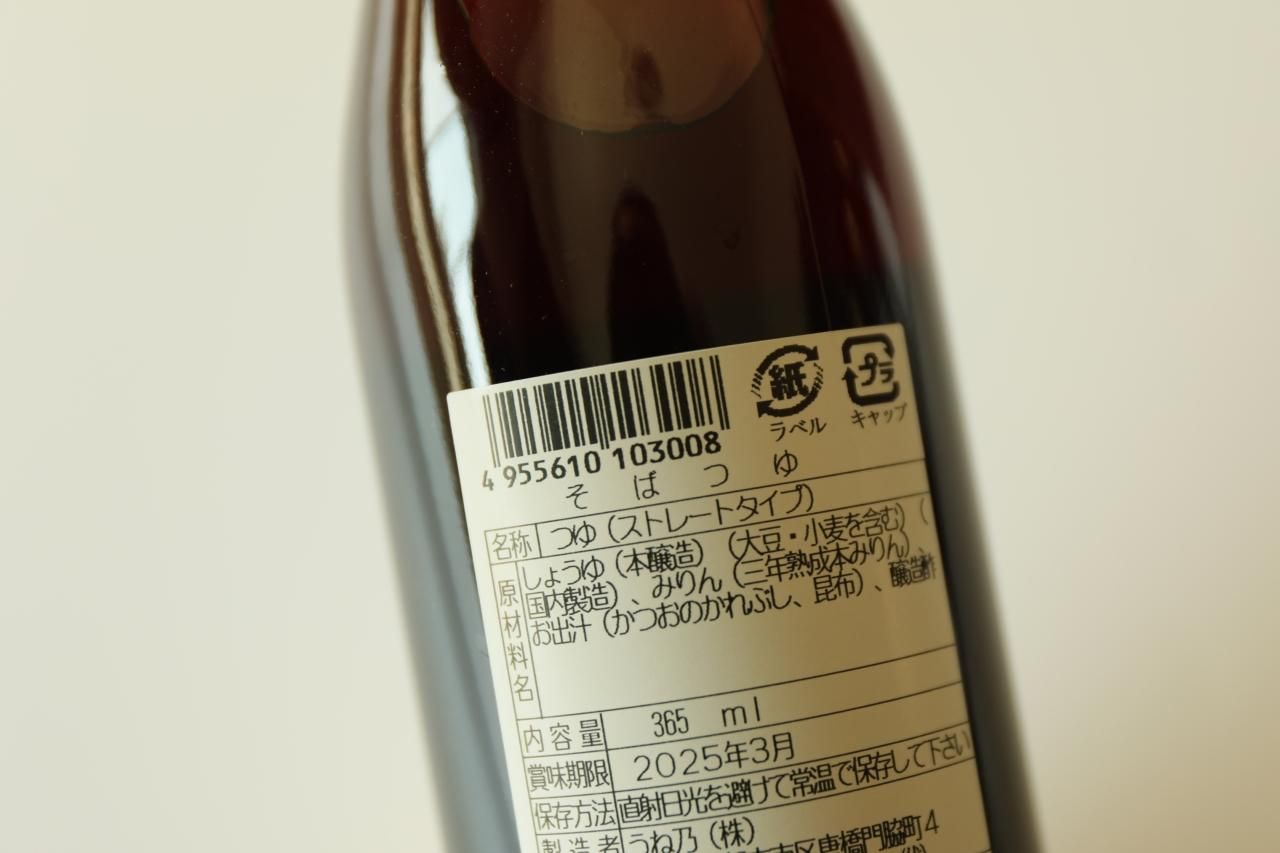 紙
プラ
ラベル
キャップ
4 955610 103008
そばつゆ
名称 つゆ（ストレートタイプ）
原材料名 しょうゆ（本醸造）（大豆・小麦を含む）（
国内製造）、みりん（三年熟成本みりん）、
お出汁（かつおのかれぶし、昆布）、醸造酢
内容量 365 ml
賞味期限 2025年3月
保存方法 直射日光を避けて常温で保存して下さい
製造者 うね乃（株）
南区唐橋門脇町4